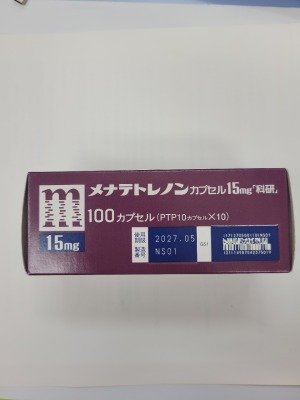 メナテトレノンカプセル15mg「科研」
m
100カプセル(PTP10カプセル×10)
15mg
使用期限 2027.05
製造番号 NS01
GS1